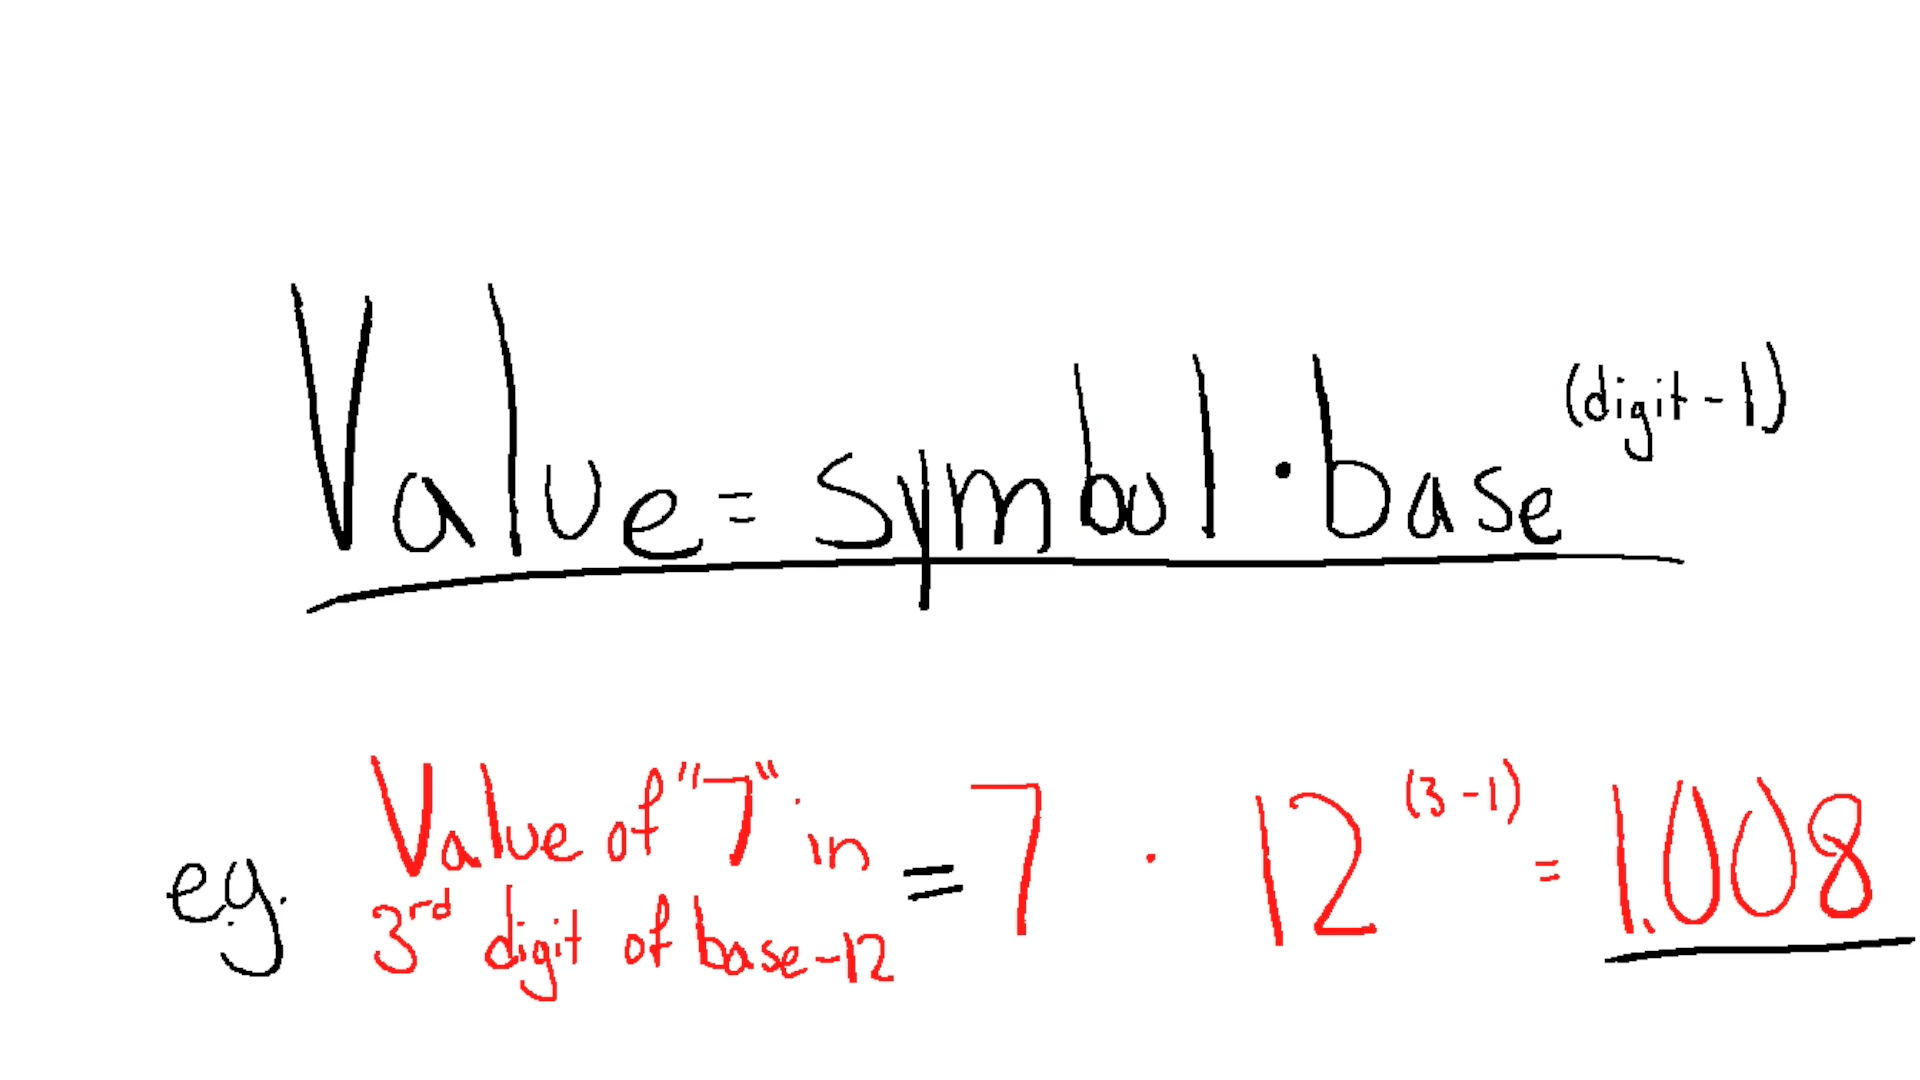 Value = symbol · base (digit - 1)
e.g. Value of "7" in 3rd digit of base-12 = 7 · 12 (3 - 1) = 1.008